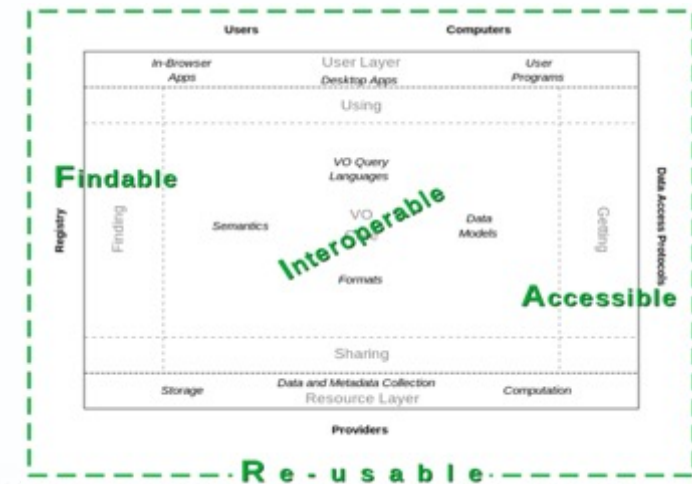 Users
Computers
In-Browser
Apps
User Layer
Desktop Apps
User
Programs
Using
Findable
VO Query
Languages
Registry
Finding
Semantics
VO
Interoperable
Data
Models
Getting
Data Access Protocols
Formats
Accessible
Sharing
Storage
Data and Metadata Collection
Computation
Resource Layer
Providers
Re-usable